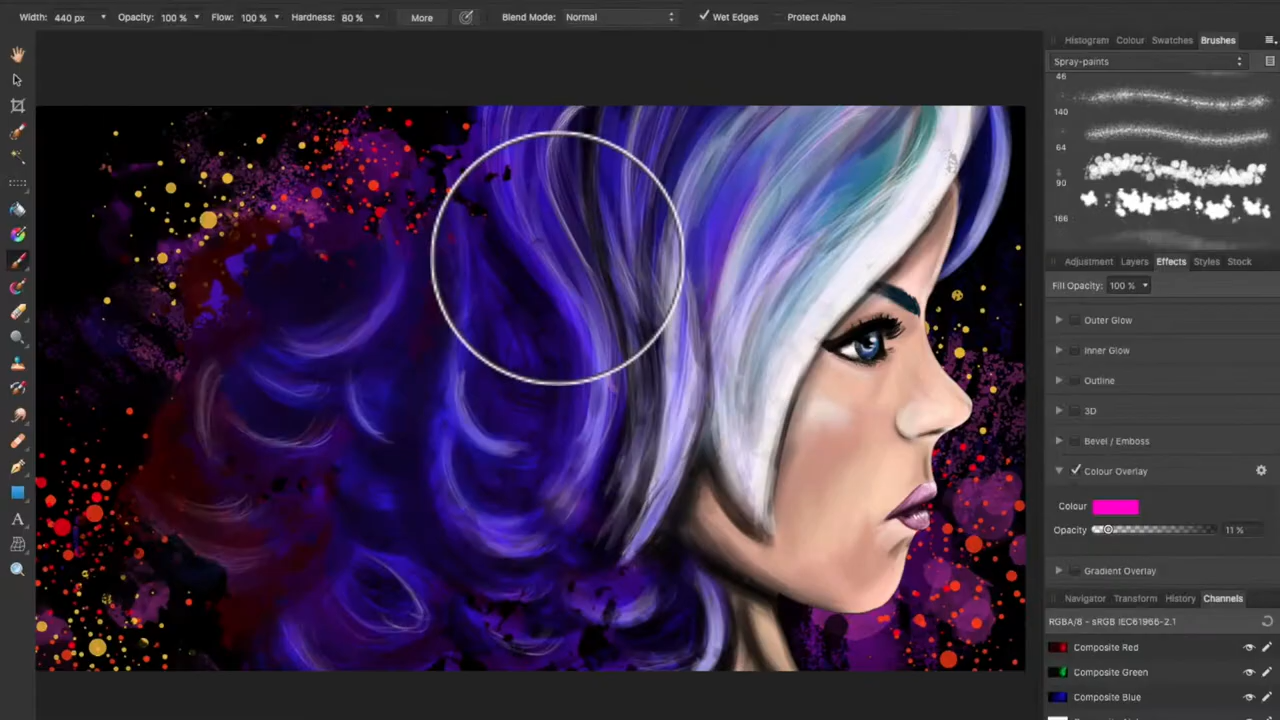 Width: 440 px Opacity: 100 % Flow: 100 % Hardness: 80 % More Blend Mode: Normal Wet Edges Protect Alpha
Histogram Colour Swatches Brushes
Spray-paints
46
140
64
90
166
Adjustment Layers Effects Styles Stock
Fill Opacity: 100 %
Outer Glow
Inner Glow
Outline
3D
Bevel / Emboss
Colour Overlay
Colour
Opacity 11 %
Gradient Overlay
Navigator Transform History Channels
RGBA/8 - sRGB IEC61966-2.1
Composite Red
Composite Green
Composite Blue